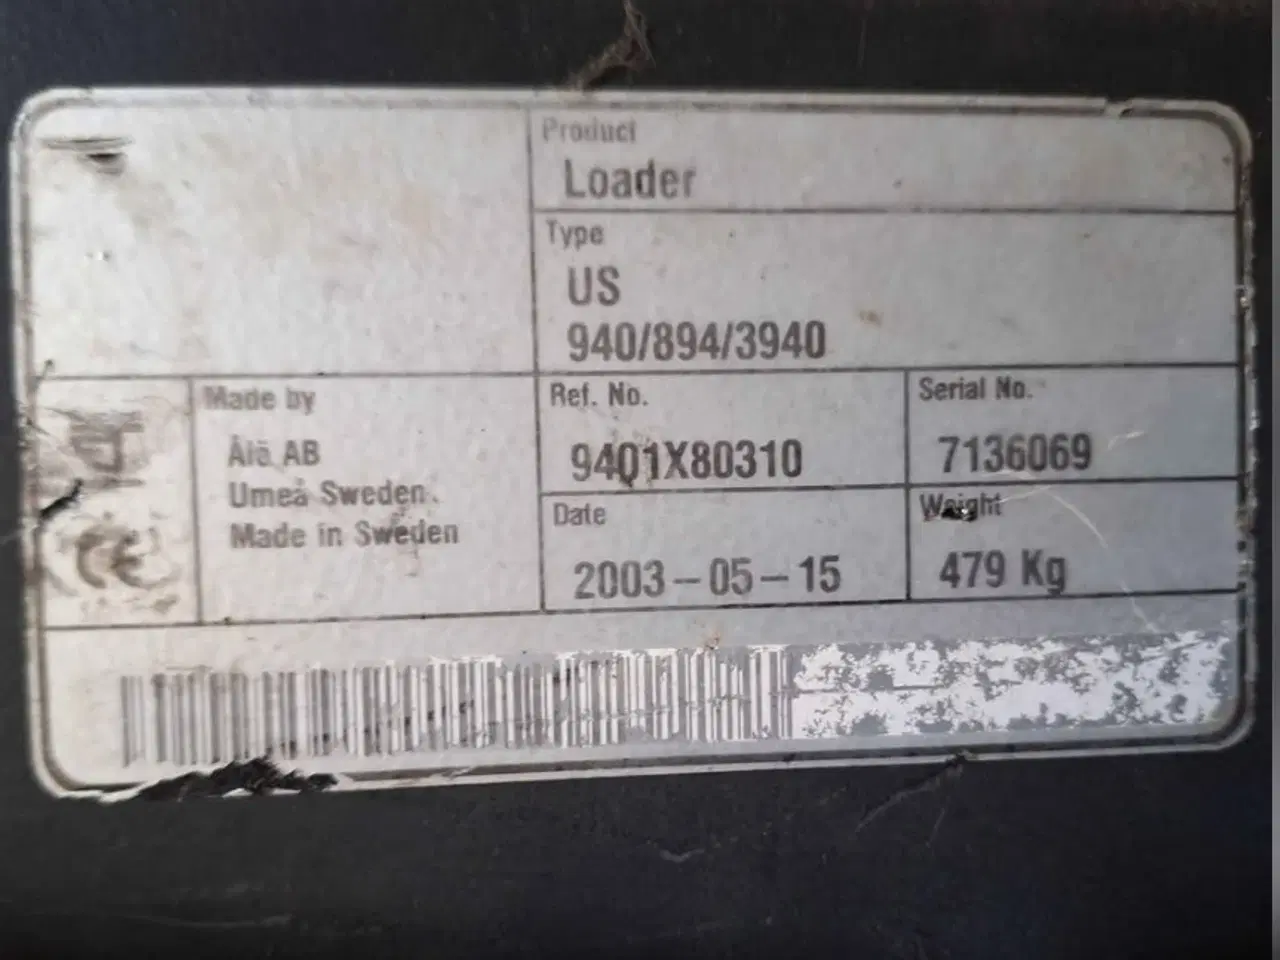 Product
Loader
Type
US
940/894/3940
Made by
Ålö AB
Umeå Sweden.
Made in Sweden
Ref. No.
9401X80310
Serial No.
7136069
Date
2003-05-15
Weight
479 Kg
CE